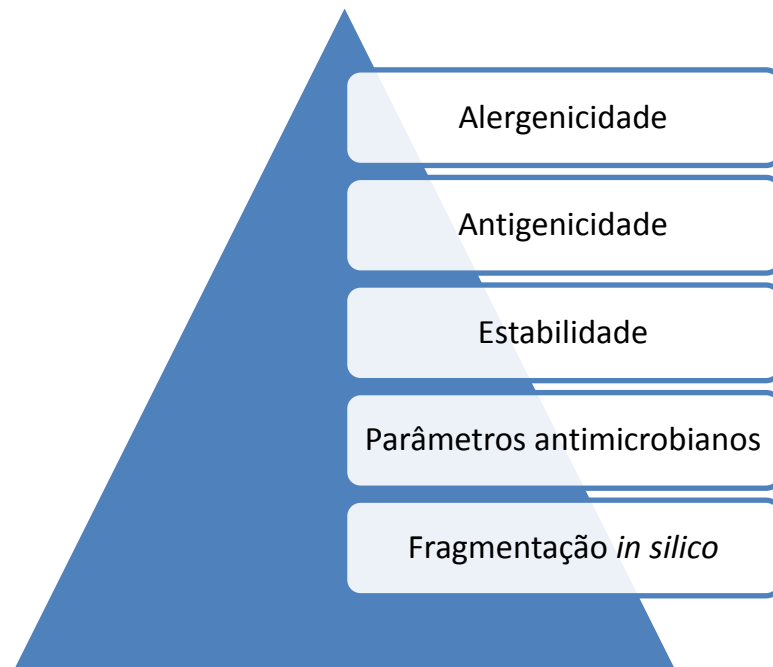 Alergenicidade
Antigenicidade
Estabilidade
Parâmetros antimicrobianos
Fragmentação in silico